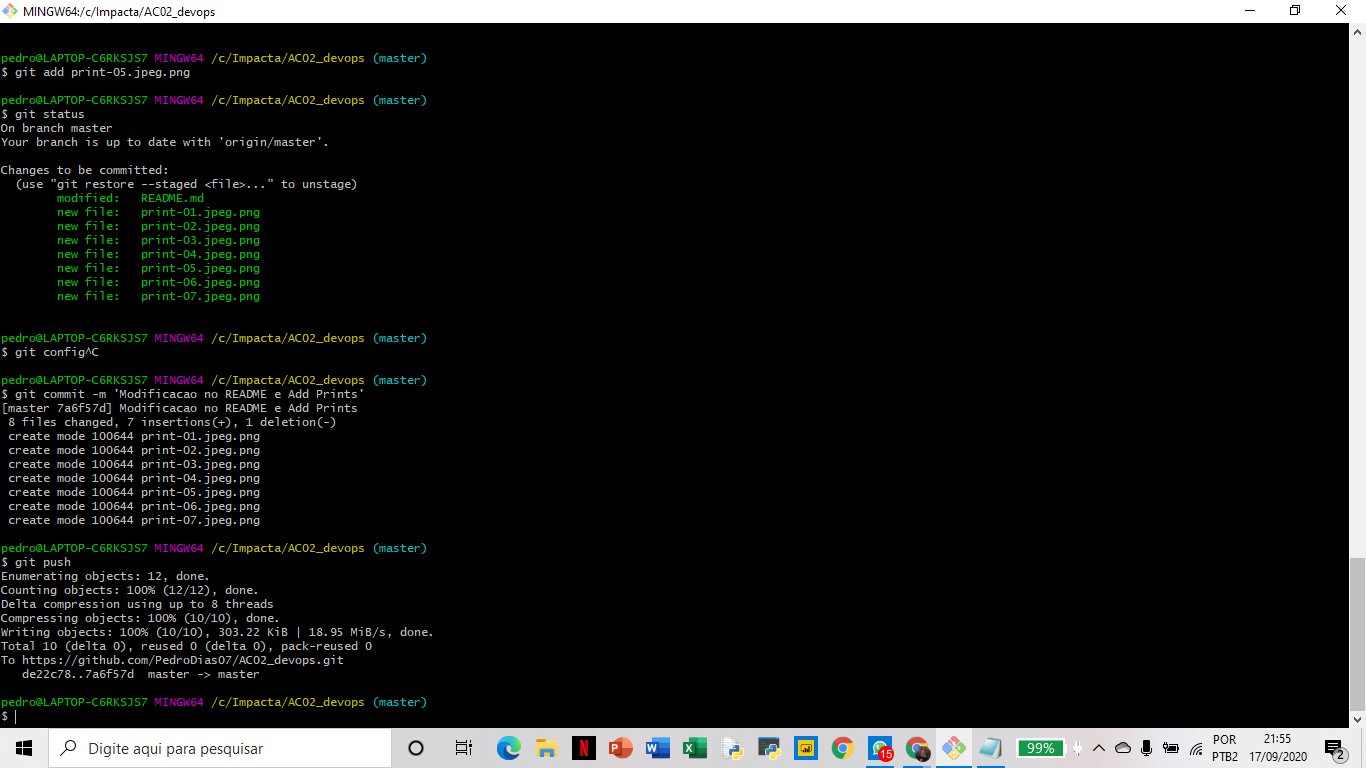 MINGW64:/c/Impacta/AC02_devops
pedro@LAPTOP-C6RKSJS7 MINGW64 /c/Impacta/AC02_devops (master)
$ git add print-05.jpeg.png
pedro@LAPTOP-C6RKSJS7 MINGW64 /c/Impacta/AC02_devops (master)
$ git status
On branch master
Your branch is up to date with 'origin/master'.
Changes to be committed:
  (use "git restore --staged <file>..." to unstage)
        modified:   README.md
        new file:   print-01.jpeg.png
        new file:   print-02.jpeg.png
        new file:   print-03.jpeg.png
        new file:   print-04.jpeg.png
        new file:   print-05.jpeg.png
        new file:   print-06.jpeg.png
        new file:   print-07.jpeg.png
pedro@LAPTOP-C6RKSJS7 MINGW64 /c/Impacta/AC02_devops (master)
$ git config^C
pedro@LAPTOP-C6RKSJS7 MINGW64 /c/Impacta/AC02_devops (master)
$ git commit -m 'Modificacao no README e Add Prints'
[master 7a6f57d] Modificacao no README e Add Prints
 8 files changed, 7 insertions(+), 1 deletion(-)
 create mode 100644 print-01.jpeg.png
 create mode 100644 print-02.jpeg.png
 create mode 100644 print-03.jpeg.png
 create mode 100644 print-04.jpeg.png
 create mode 100644 print-05.jpeg.png
 create mode 100644 print-06.jpeg.png
 create mode 100644 print-07.jpeg.png
pedro@LAPTOP-C6RKSJS7 MINGW64 /c/Impacta/AC02_devops (master)
$ git push
Enumerating objects: 12, done.
Counting objects: 100% (12/12), done.
Delta compression using up to 8 threads
Compressing objects: 100% (10/10), done.
Writing objects: 100% (10/10), 303.22 KiB | 18.95 MiB/s, done.
Total 10 (delta 0), reused 0 (delta 0), pack-reused 0
To https://github.com/PedroDias07/AC02_devops.git
   de22c78..7a6f57d  master -> master
pedro@LAPTOP-C6RKSJS7 MINGW64 /c/Impacta/AC02_devops (master)
$
Digite aqui para pesquisar
N
P
W
X
15
99%
POR
PTB2
21:55
17/09/2020
2